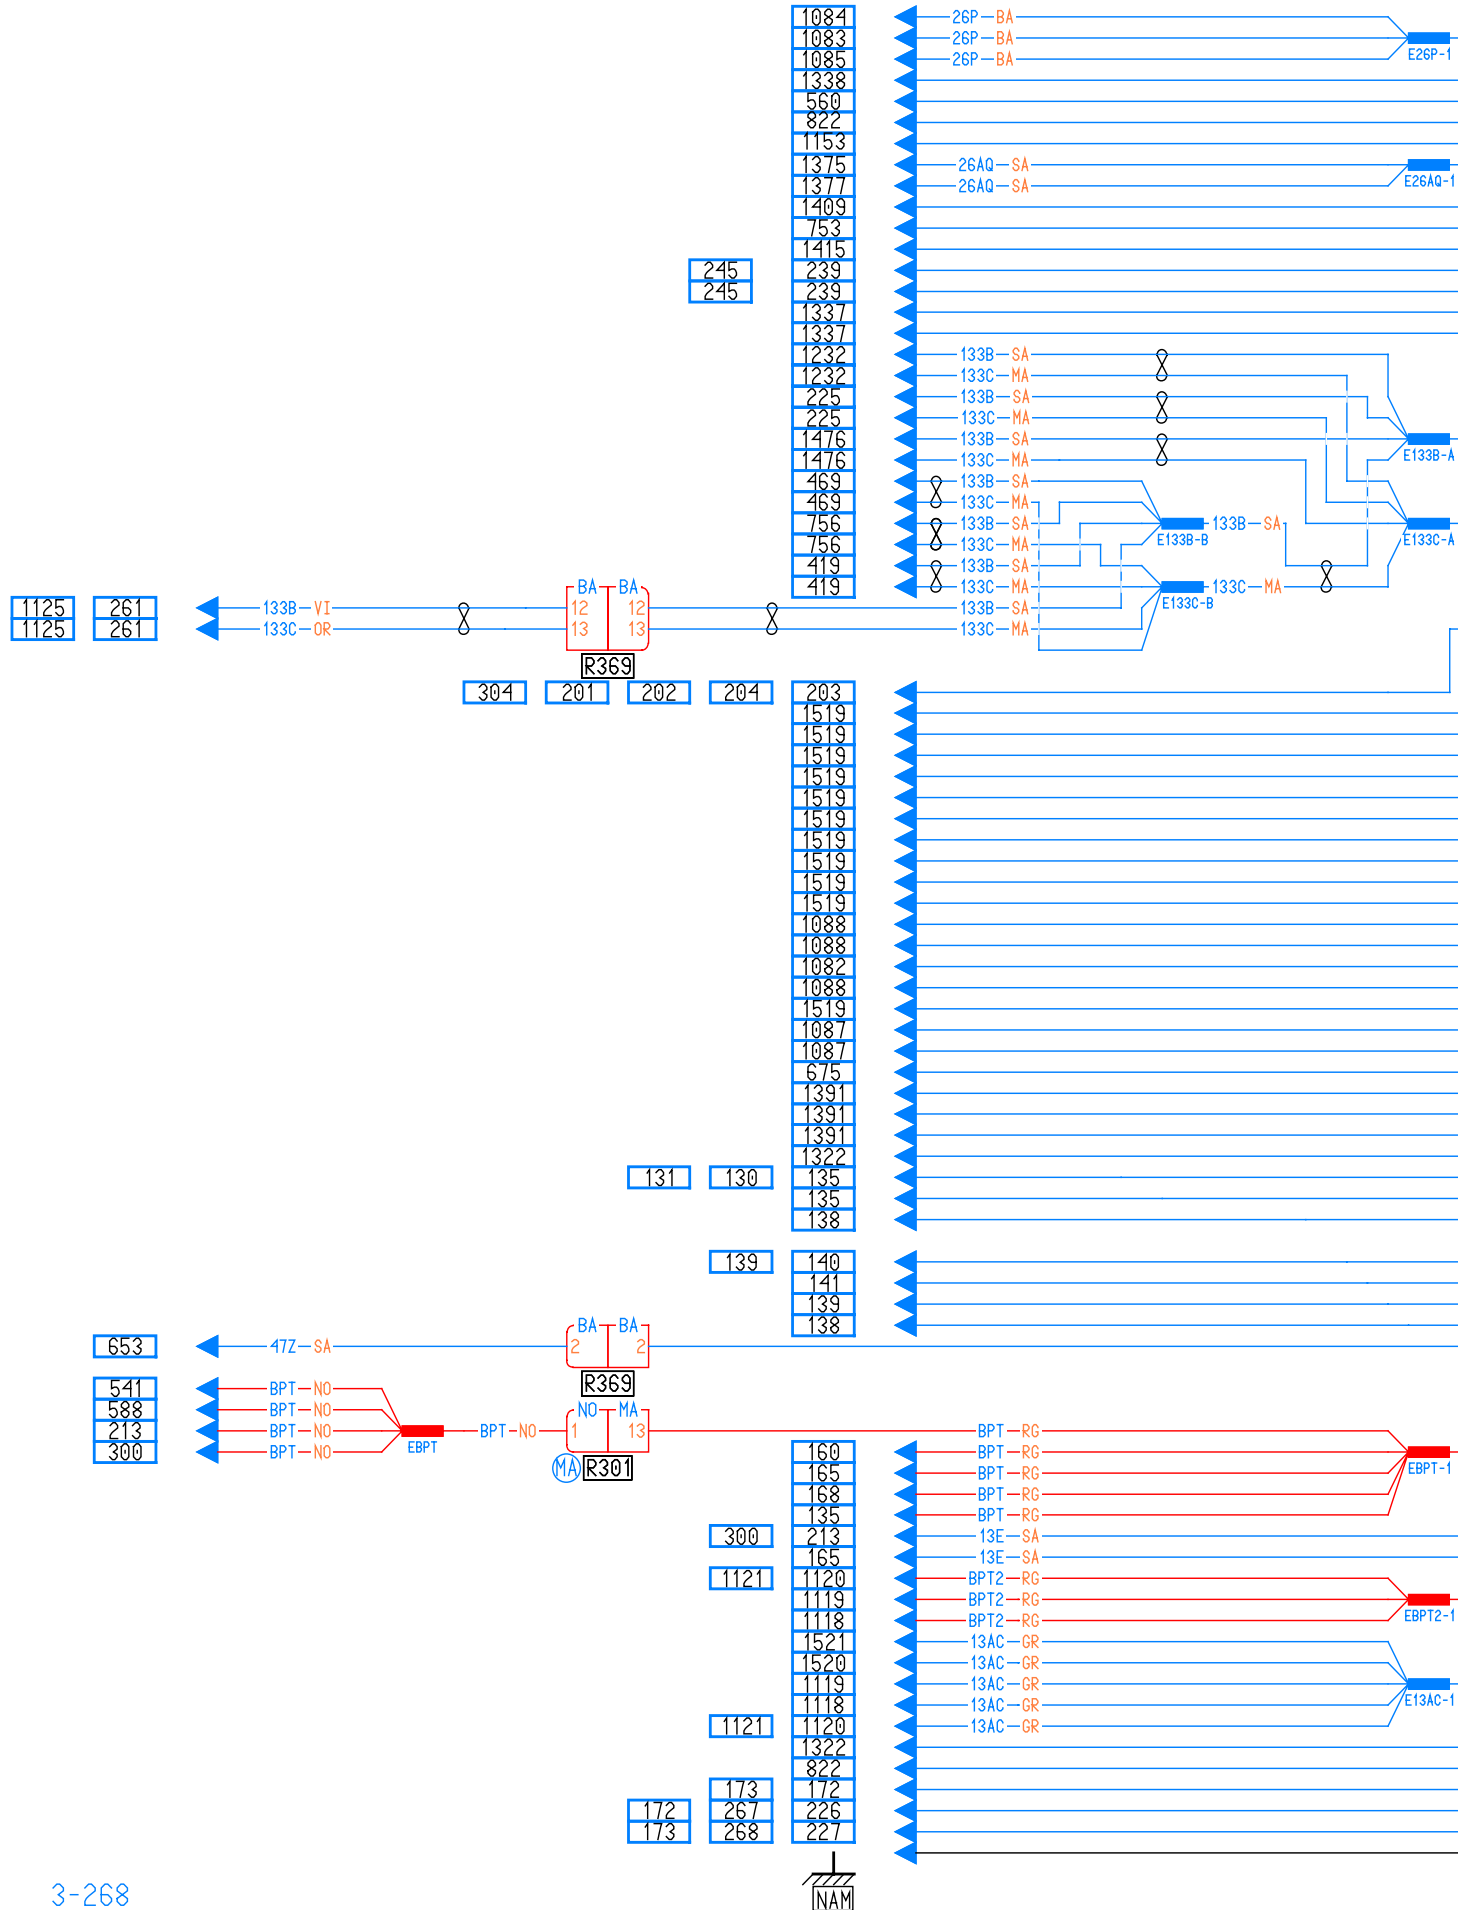 1084 26P BA
1083 26P BA
E26P-1
1085 26P BA
1338
560
822
1153
1375 26AQ SA
E26AQ-1
1377 26AQ SA
1409
753
1415
245 239
245 239
1337
1337
1232 133B SA
1232 133C MA
225 133B SA
225 133C MA
1476 133B SA
E133B-A
1476 133C MA
469 133B SA
469 133C MA
756 133B SA 133B SA
E133B-B E133C-A
756 133C MA
419 133B SA
419 133C MA 133C MA
BA BA
E133C-B
1125 261 133B VI 12 12 133B SA
1125 261 133C OR 13 13 133C MA
R369
304 201 202 204 203
1519
1519
1519
1519
1519
1519
1519
1519
1519
1519
1088
1088
1082
1088
1519
1087
1087
675
1391
1391
1391
1322
131 130 135
135
138
139 140
141
139
138
BA BA
653 47Z SA 2 2
R369
541 BPT NO
588 BPT NO
NO MA
213 BPT NO BPT NO 1 13 BPT RG
EBPT
300 BPT NO
160 BPT RG
EBPT-1
MA R301
165 BPT RG
168 BPT RG
135 BPT RG
300 213 13E SA
165 13E SA
1121 1120 BPT2 RG
1119 BPT2 RG
EBPT2-1
1118 BPT2 RG
1521 13AC GR
1520 13AC GR
1119 13AC GR
E13AC-1
1118 13AC GR
1121 1120 13AC GR
1322
822
173 172
172 267 226
173 268 227
NAM
3-268